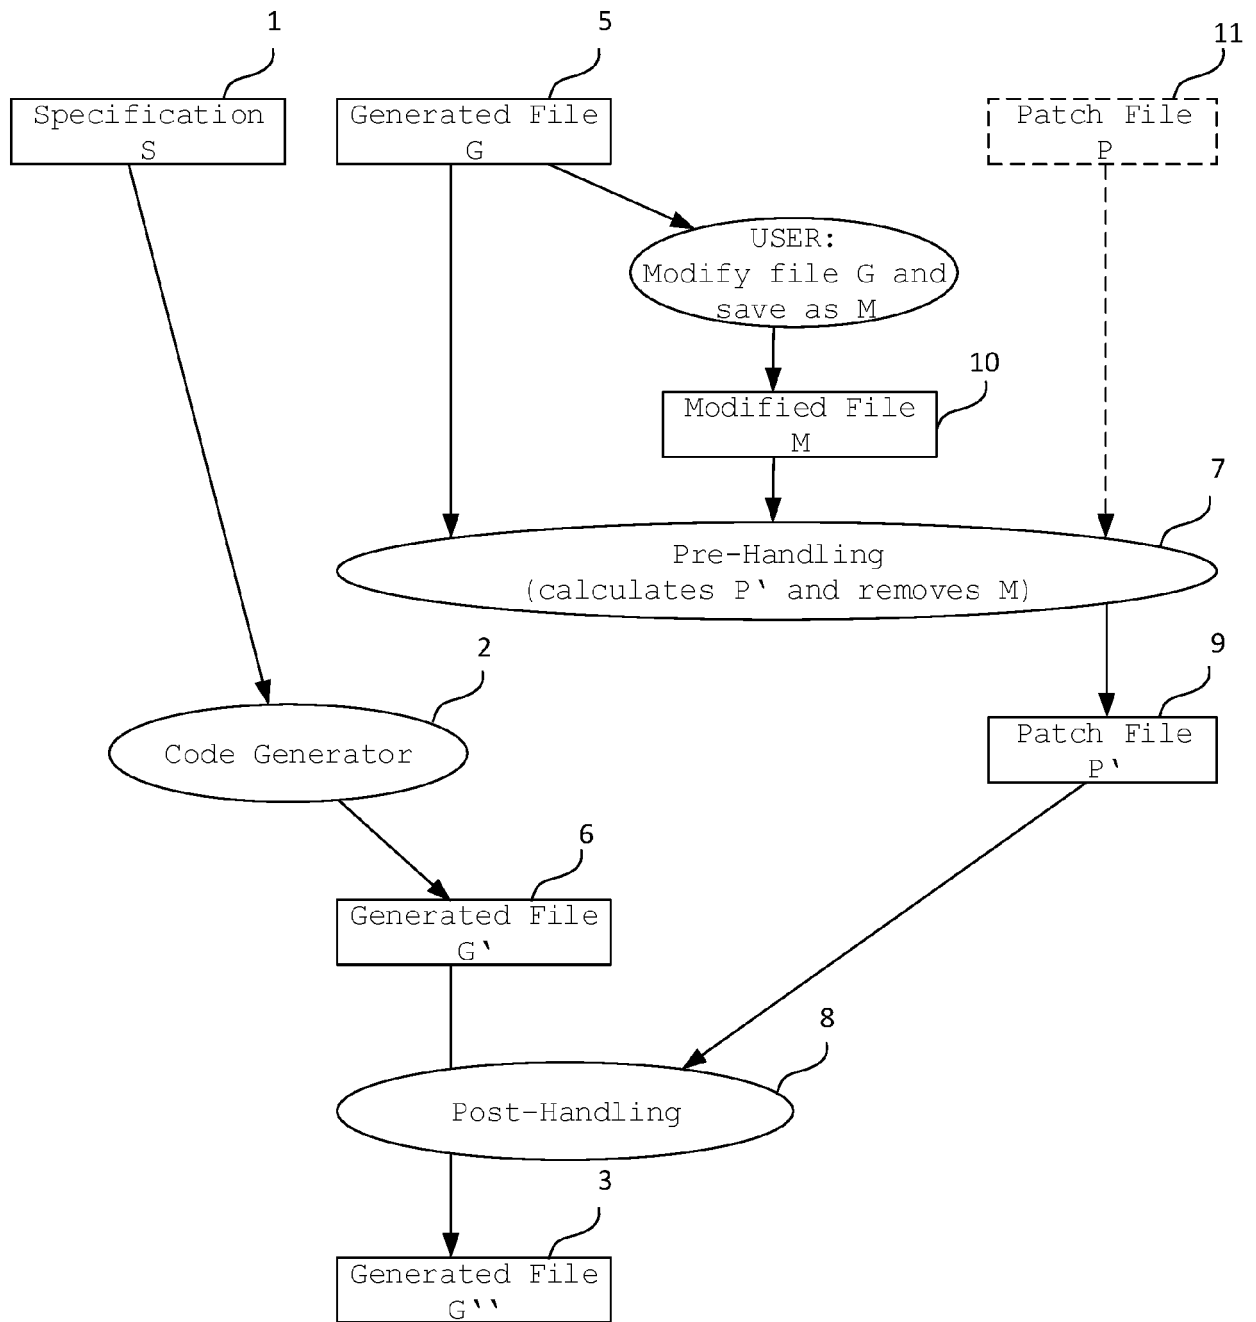 1
5
11
Specification
S
Generated File
G
Patch File
P
USER:
Modify file G and
save as M
10
Modified File
M
7
Pre-Handling
(calculates P‵ and removes M)
2
9
Code Generator
Patch File
P‵
6
Generated File
G‵
8
Post-Handling
3
Generated File
G‵‵